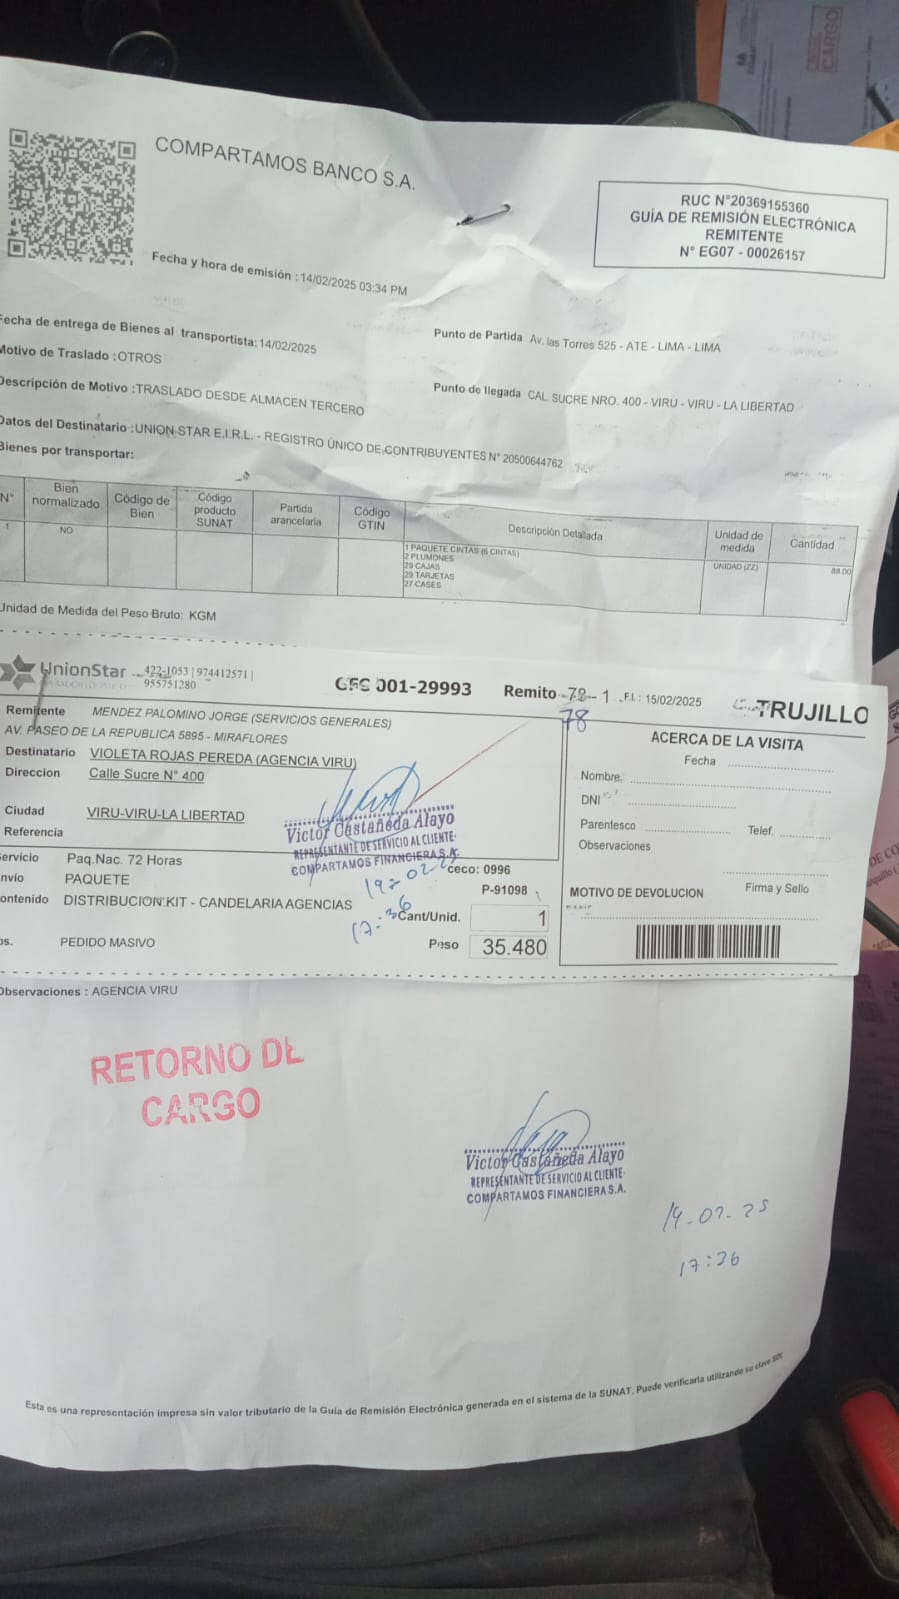 COMPARTAMOS BANCO S.A.
RUC N°20369155360
GUÍA DE REMISIÓN ELECTRÓNICA
REMITENTE
N° EG07 - 00026157
Fecha y hora de emisión : 14/02/2025 03:34 PM
Fecha de entrega de Bienes al transportista: 14/02/2025
Punto de Partida Av. las Torres 525 - ATE - LIMA - LIMA
Motivo de Traslado : OTROS
Descripción de Motivo : TRASLADO DESDE ALMACEN TERCERO
Punto de llegada CAL. SUCRE NRO. 400 - VIRU - VIRU - LA LIBERTAD
Datos del Destinatario : UNION STAR E.I.R.L. - REGISTRO ÚNICO DE CONTRIBUYENTES N° 20500644762
Bienes por transportar:
N° Bien normalizado Código de Bien Código producto SUNAT Partida arancelaria Código GTIN Descripción Detallada Unidad de medida Cantidad
1 NO 1 PAQUETE CINTAS (6 CINTAS) UNIDAD (ZZ) 88.00
2 PLUMONES
29 CAJAS
29 TARJETAS
27 CASES
Unidad de Medida del Peso Bruto: KGM
UnionStar 422-1053 | 974412571 |
955751280
001-29993
Remito 78 - 1 F.I.: 15/02/2025
TRUJILLO
78
Remitente MENDEZ PALOMINO JORGE (SERVICIOS GENERALES)
AV. PASEO DE LA REPUBLICA 5895 - MIRAFLORES
Destinatario VIOLETA ROJAS PEREDA (AGENCIA VIRU)
Direccion Calle Sucre N° 400
Ciudad VIRU-VIRU-LA LIBERTAD
Referencia
Servicio Paq.Nac. 72 Horas
Envio PAQUETE
Contenido DISTRIBUCION KIT - CANDELARIA AGENCIAS
PEDIDO MASIVO
Victor Castañeda Alayo
REPRESENTANTE DE SERVICIO AL CLIENTE
COMPARTAMOS FINANCIERA S.A.
17:36
ceco: 0996
P-91098
Cant/Unid. 1
Peso 35.480
ACERCA DE LA VISITA
Fecha
Nombre
DNI
Parentesco Telef.
Observaciones
MOTIVO DE DEVOLUCION Firma y Sello
Observaciones : AGENCIA VIRU
RETORNO DE
CARGO
Victor Castañeda Alayo
REPRESENTANTE DE SERVICIO AL CLIENTE
COMPARTAMOS FINANCIERA S.A.
17:36
Esta es una representación impresa sin valor tributario de la Guia de Remisión Electrónica generada en el sistema de la SUNAT. Puede verificarla utilizando su clave SOL
CARGO